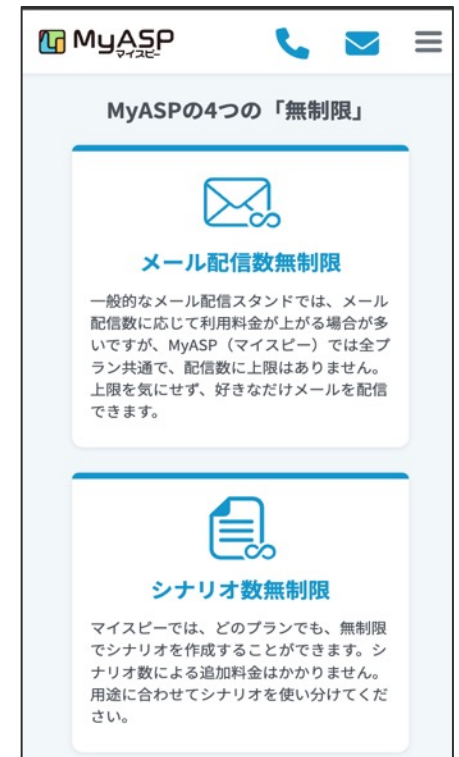 MyASP
マイスピー
MyASPの4つの「無制限」
メール配信数無制限
一般的なメール配信スタンドでは、メール
配信数に応じて利用料金が上がる場合が多
いですが、MyASP（マイスピー）では全プ
ラン共通で、配信数に上限はありません。
上限を気にせず、好きなだけメールを配信
できます。
シナリオ数無制限
マイスピーでは、どのプランでも、無制限
でシナリオを作成することができます。シ
ナリオ数による追加料金はかかりません。
用途に合わせてシナリオを使い分けてくだ
さい。